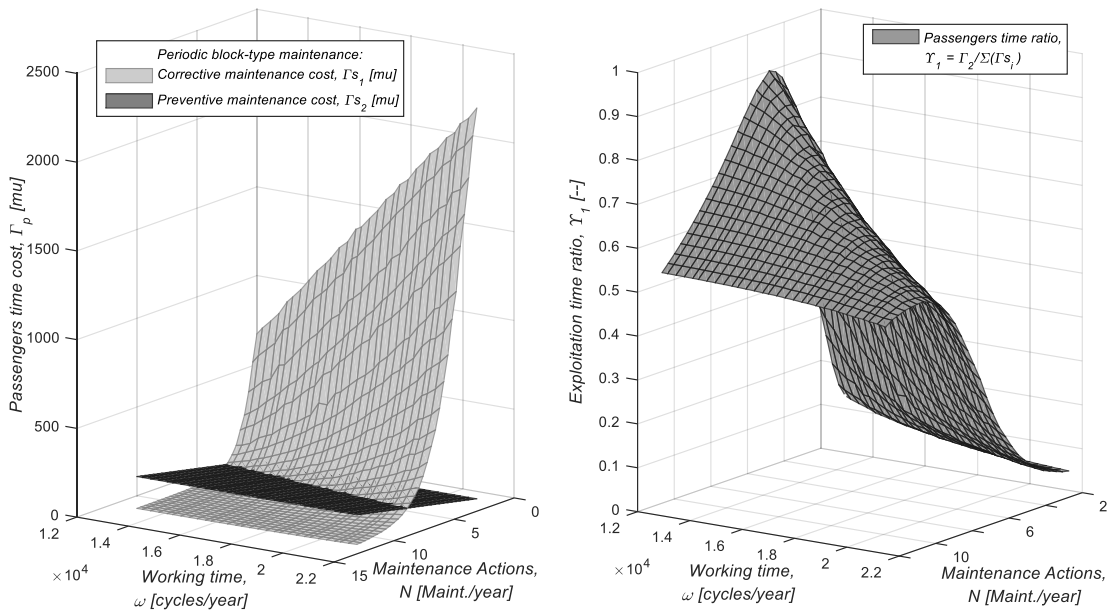 Periodic block-type maintenance:
Corrective maintenance cost, Γs₁ [mu]
Preventive maintenance cost, Γs₂ [mu]
Passengers time cost, Γₚ [mu]
2500
2000
1500
1000
500
0
1.2
1.4
1.6
1.8
2
2.2
× 10⁴
Working time,
ω [cycles/year]
15
10
5
0
Maintenance Actions,
N [Maint./year]
Passengers time ratio,
ϒ₁ = Γ₂/Σ(Γsᵢ)
Exploitation time ratio, ϒ₁ [--]
1
0.9
0.8
0.7
0.6
0.5
0.4
0.3
0.2
0.1
0
1.2
1.4
1.6
1.8
2
2.2
× 10⁴
Working time,
ω [cycles/year]
10
6
2
Maintenance Actions,
N [Maint./year]